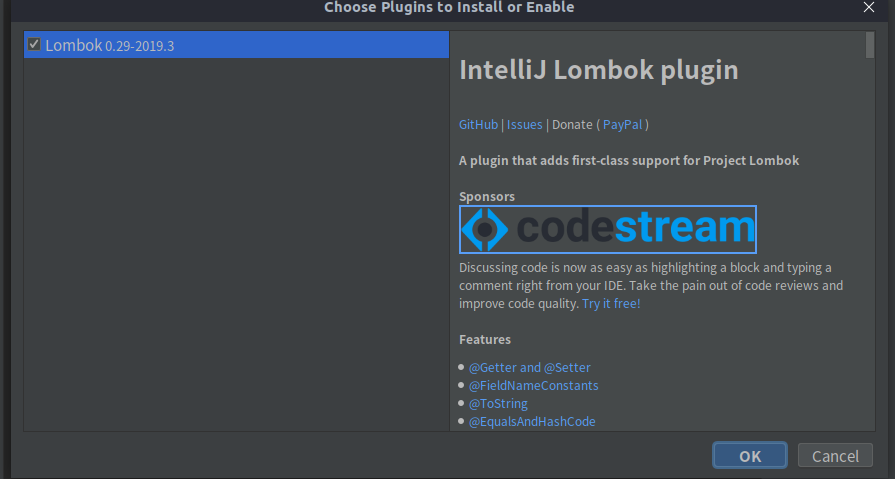 Choose Plugins to Install or Enable
Lombok 0.29-2019.3
IntelliJ Lombok plugin
GitHub | Issues | Donate ( PayPal )
A plugin that adds first-class support for Project Lombok
Sponsors
codestream
Discussing code is now as easy as highlighting a block and typing a
comment right from your IDE. Take the pain out of code reviews and
improve code quality. Try it free!
Features
• @Getter and @Setter
• @FieldNameConstants
• @ToString
• @EqualsAndHashCode
OK
Cancel